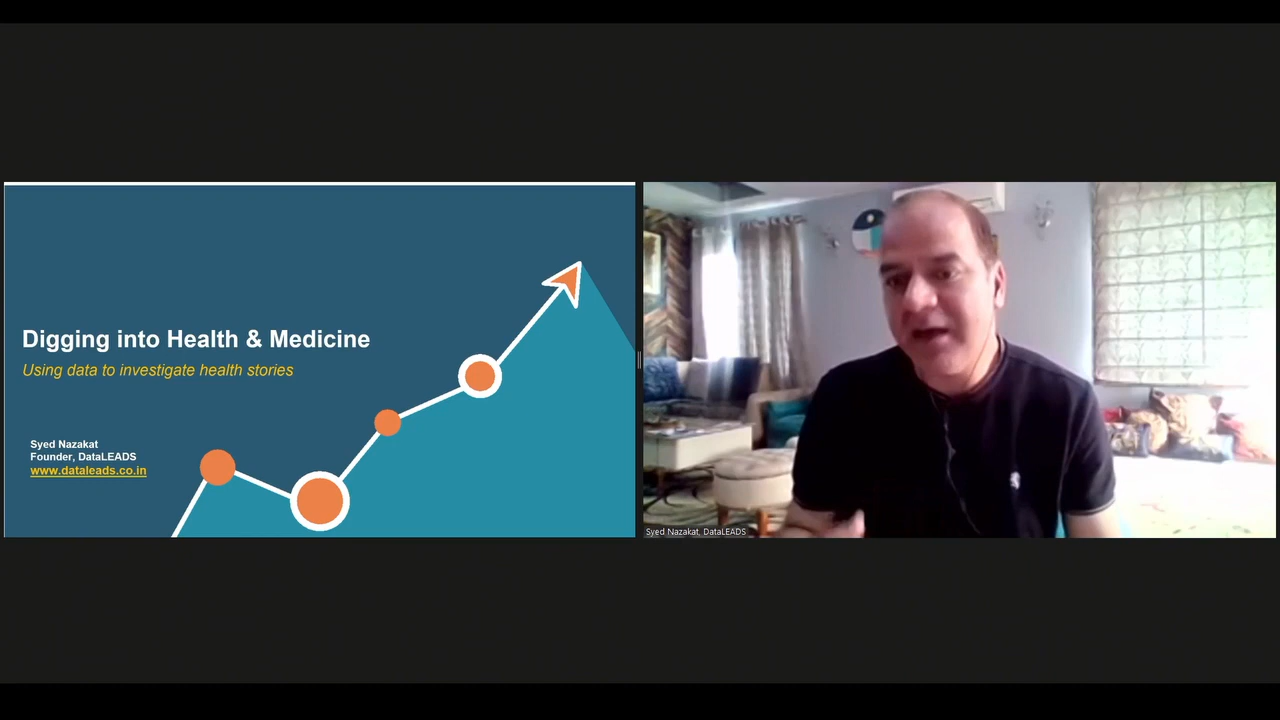 Digging into Health & Medicine
Using data to investigate health stories
Syed Nazakat
Founder, DataLEADS
www.dataleads.co.in
Syed Nazakat, DataLEADS